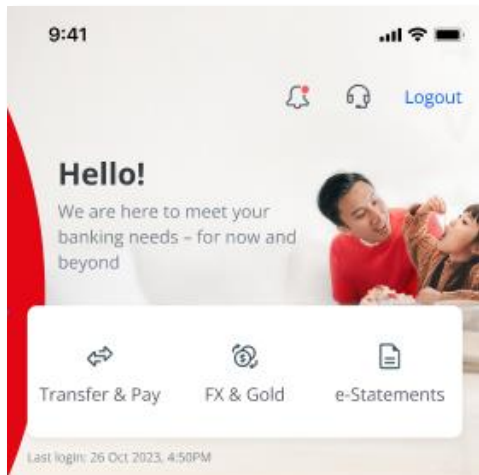 9:41
Logout
Hello!
We are here to meet your
banking needs – for now and
beyond
Transfer & Pay
FX & Gold
e-Statements
Last login: 26 Oct 2023, 4:50PM